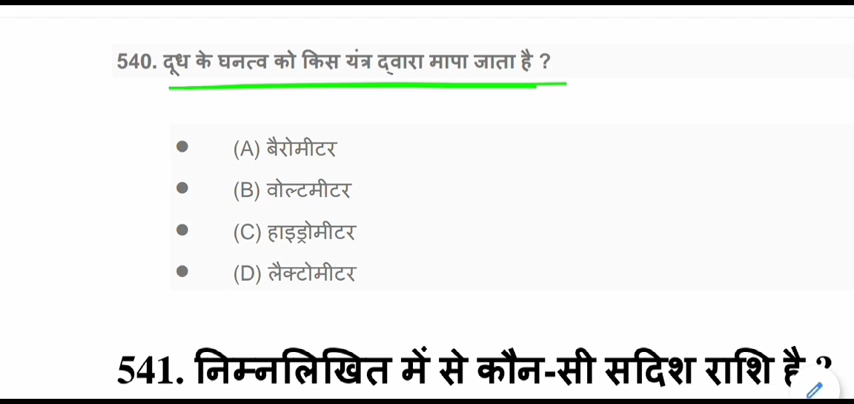 540. दूध के घनत्व को किस यंत्र द्वारा मापा जाता है ?
(A) बैरोमीटर
(B) वोल्टमीटर
(C) हाइड्रोमीटर
(D) लैक्टोमीटर
541. निम्नलिखित में से कौन-सी सदिश राशि है ?